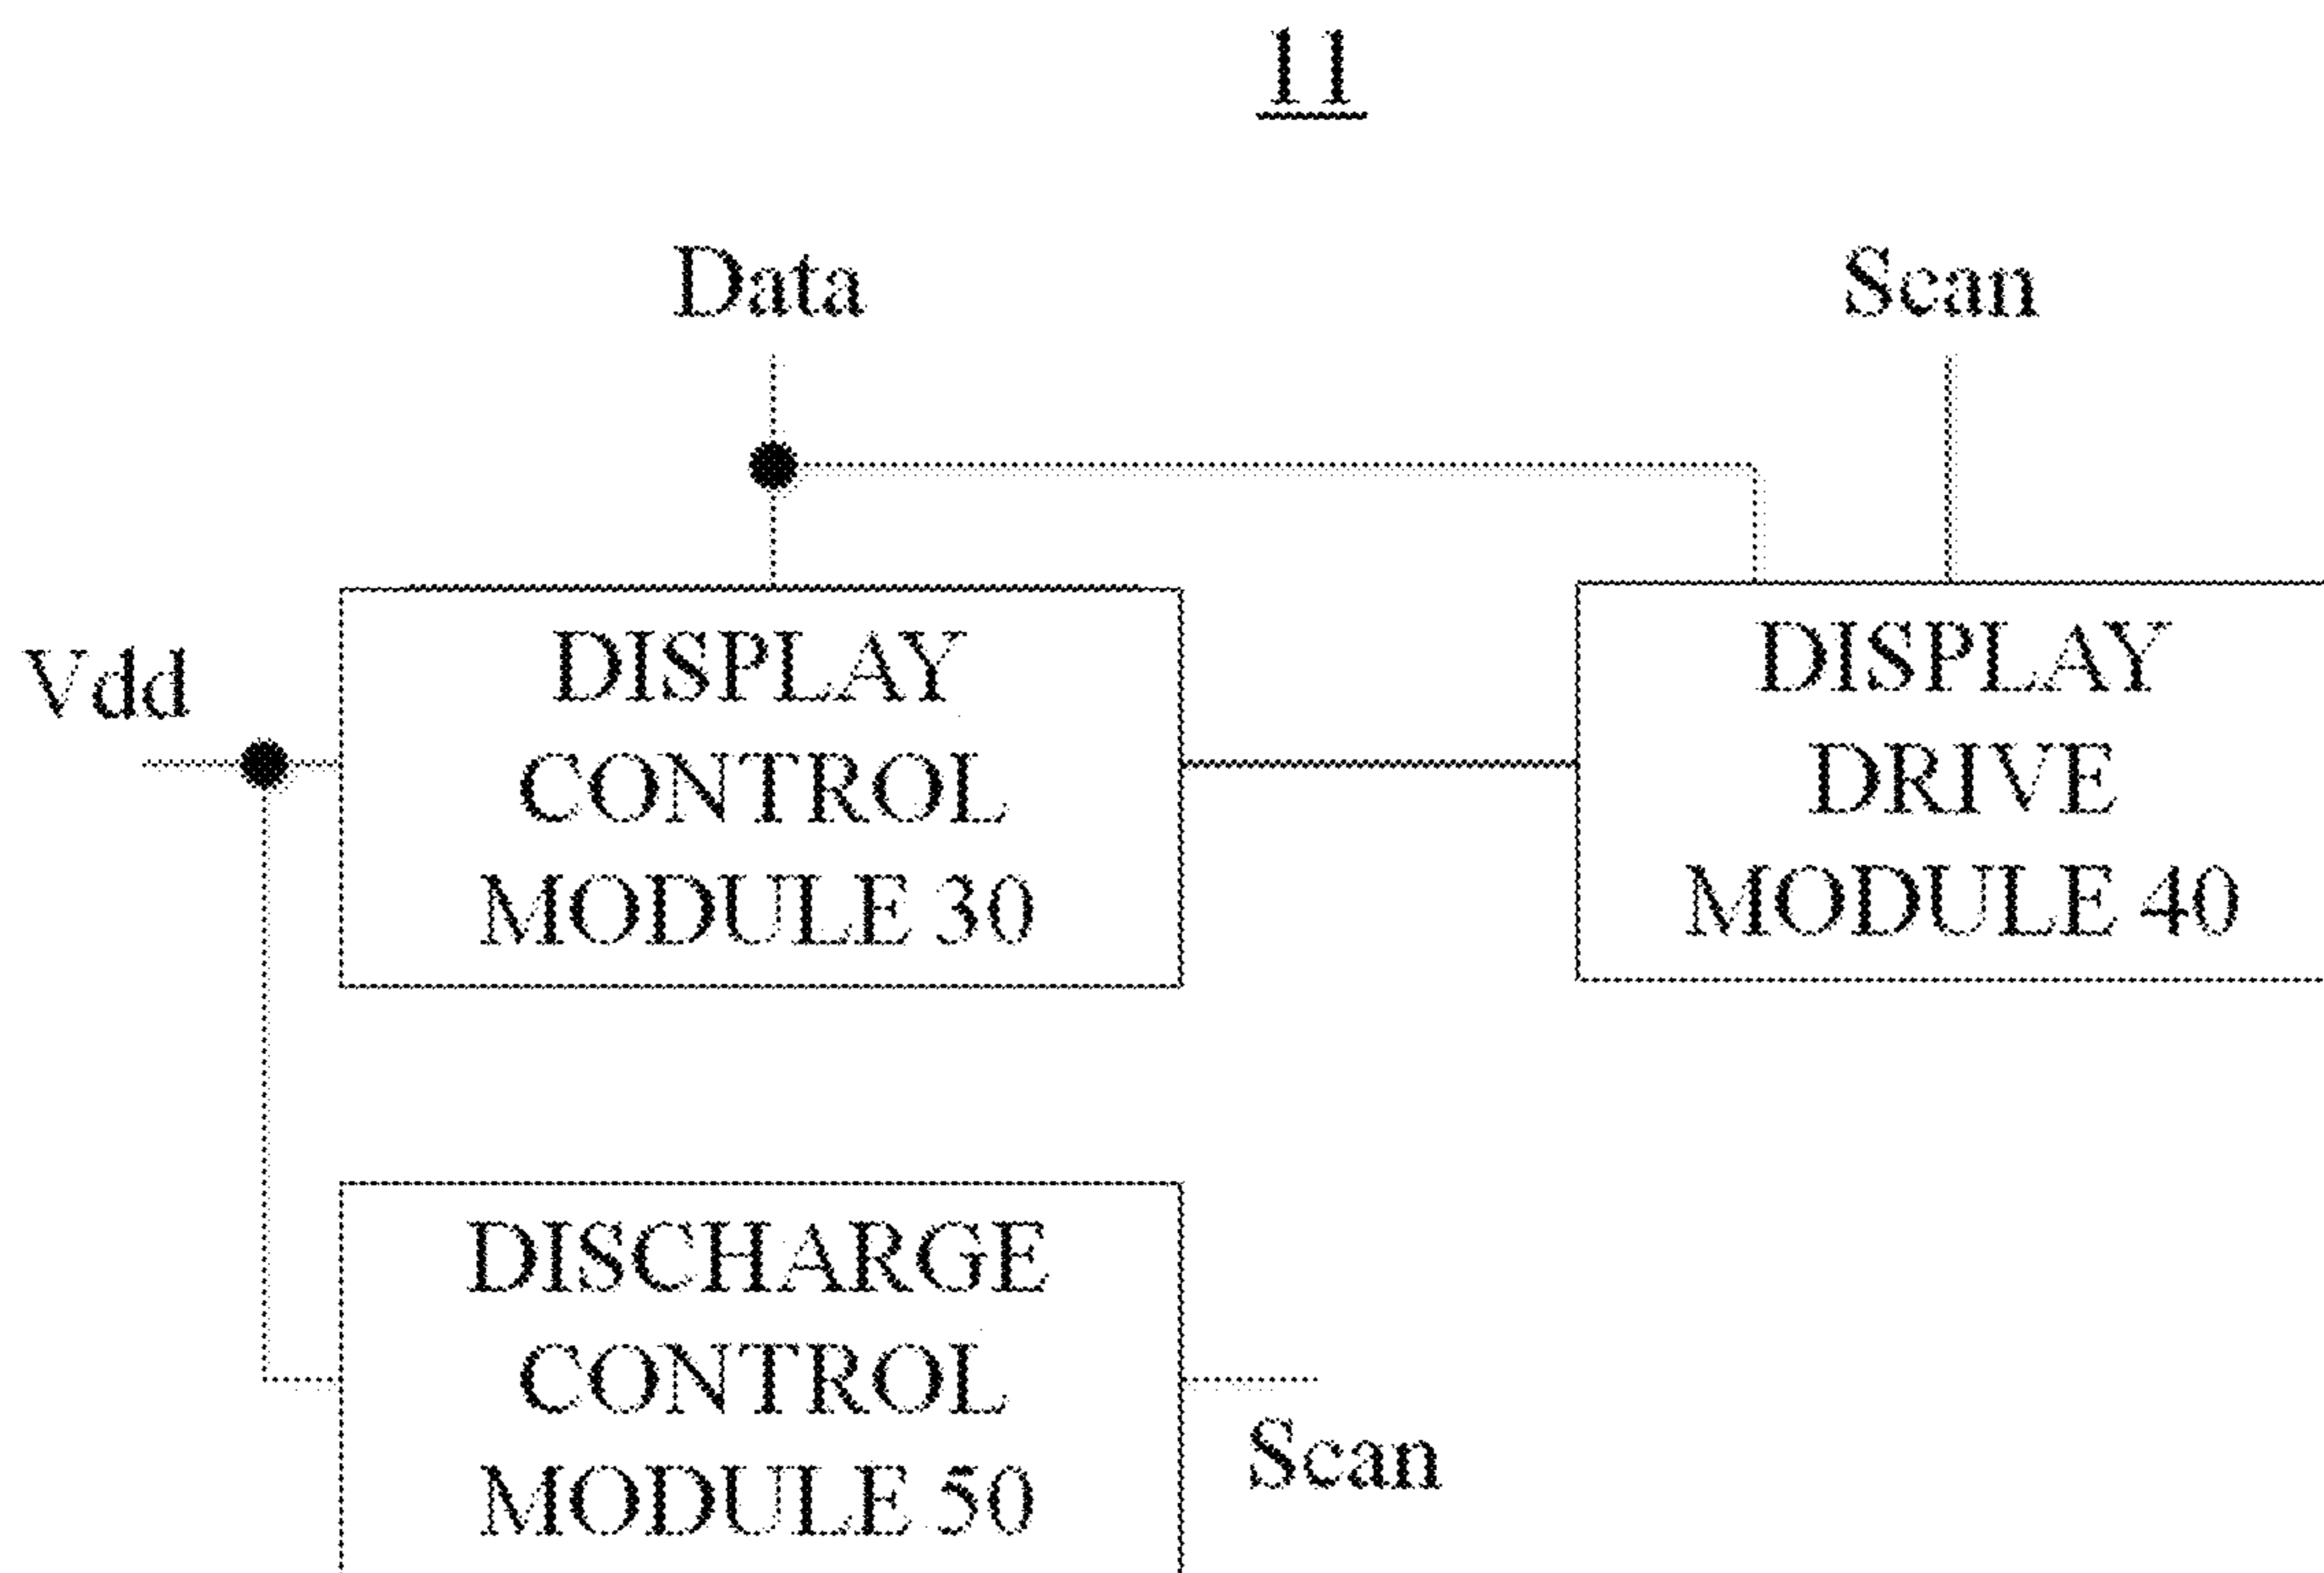 11
Data
Scan
Vdd
DISPLAY
CONTROL
MODULE 30
DISPLAY
DRIVE
MODULE 40
DISCHARGE
CONTROL
MODULE 50
Scan